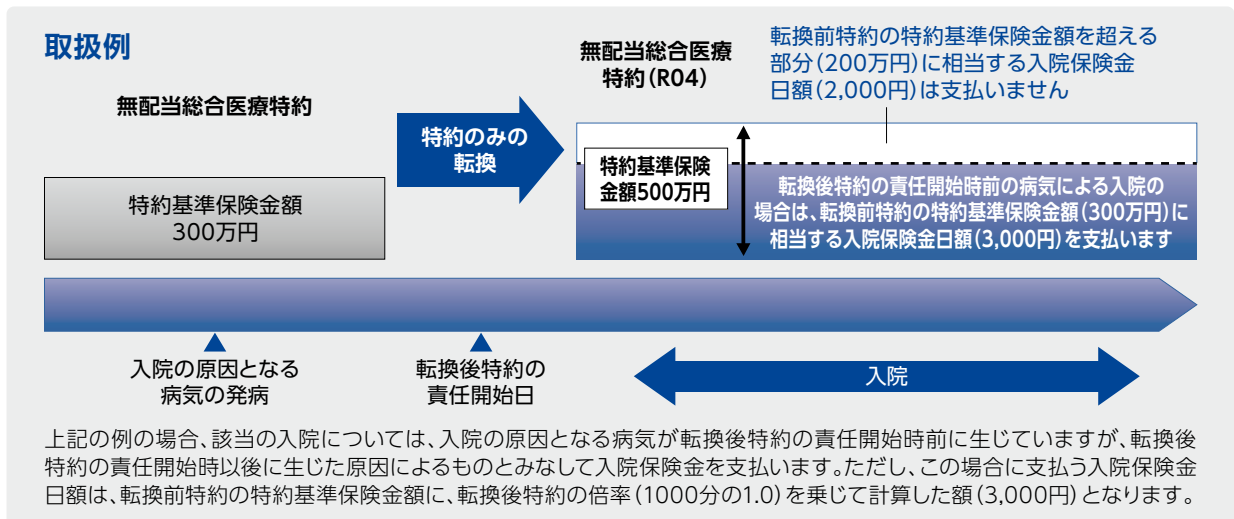 取扱例
無配当総合医療特約
特約基準保険金額
300万円
特約のみの
転換
無配当総合医療
特約(R04)
転換前特約の特約基準保険金額を超える
部分(200万円)に相当する入院保険金
日額(2,000円)は支払いません
特約基準保険
金額500万円
転換後特約の責任開始時前の病気による入院の
場合は、転換前特約の特約基準保険金額(300万円)に
相当する入院保険金日額(3,000円)を支払います
入院の原因となる
病気の発病
転換後特約の
責任開始日
入院
上記の例の場合、該当の入院については、入院の原因となる病気が転換後特約の責任開始時前に生じていますが、転換後
特約の責任開始時以後に生じた原因によるものとみなして入院保険金を支払います。ただし、この場合に支払う入院保険金
日額は、転換前特約の特約基準保険金額に、転換後特約の倍率(1000分の1.0)を乗じて計算した額(3,000円)となります。